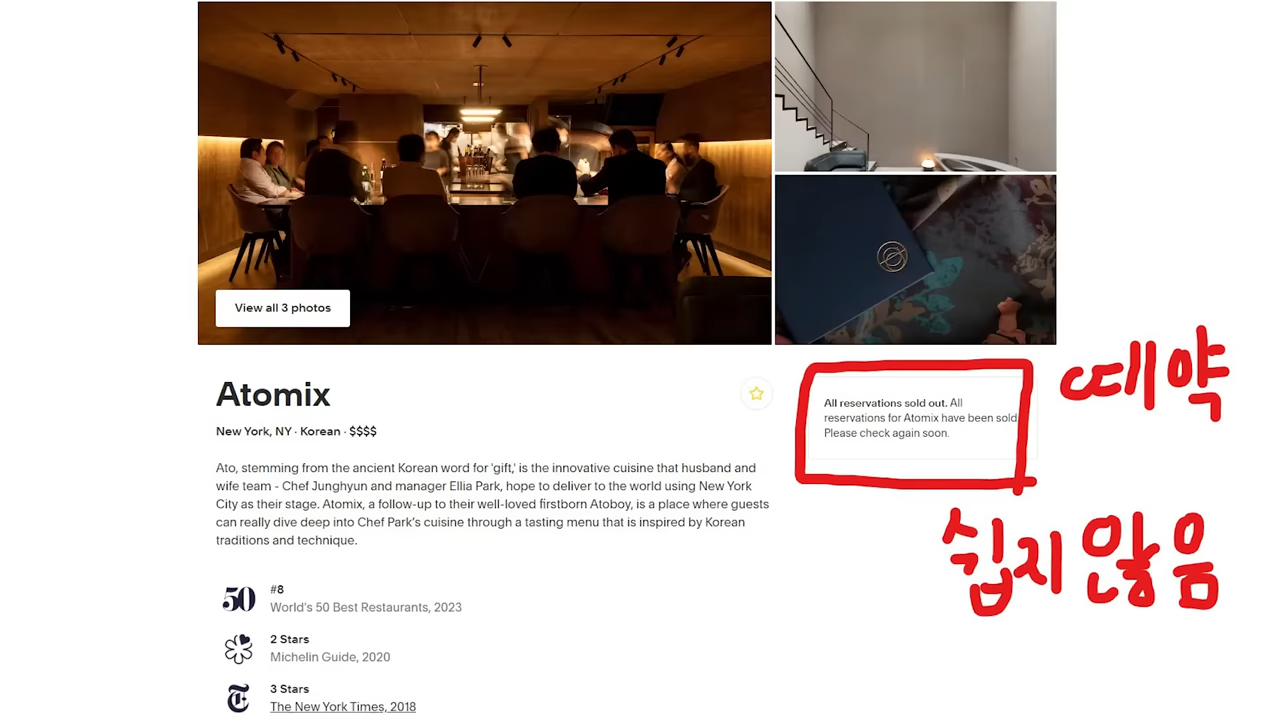 View all 3 photos
Atomix
New York, NY · Korean · $$$$
All reservations sold out. All
reservations for Atomix have been sold.
Please check again soon.
예약
쉽지 않음
Ato, stemming from the ancient Korean word for 'gift,' is the innovative cuisine that husband and
wife team - Chef Junghyun and manager Ellia Park, hope to deliver to the world using New York
City as their stage. Atomix, a follow-up to their well-loved firstborn Atoboy, is a place where guests
can really dive deep into Chef Park's cuisine through a tasting menu that is inspired by Korean
traditions and technique.
50
#8
World's 50 Best Restaurants, 2023
2 Stars
Michelin Guide, 2020
T
3 Stars
The New York Times, 2018